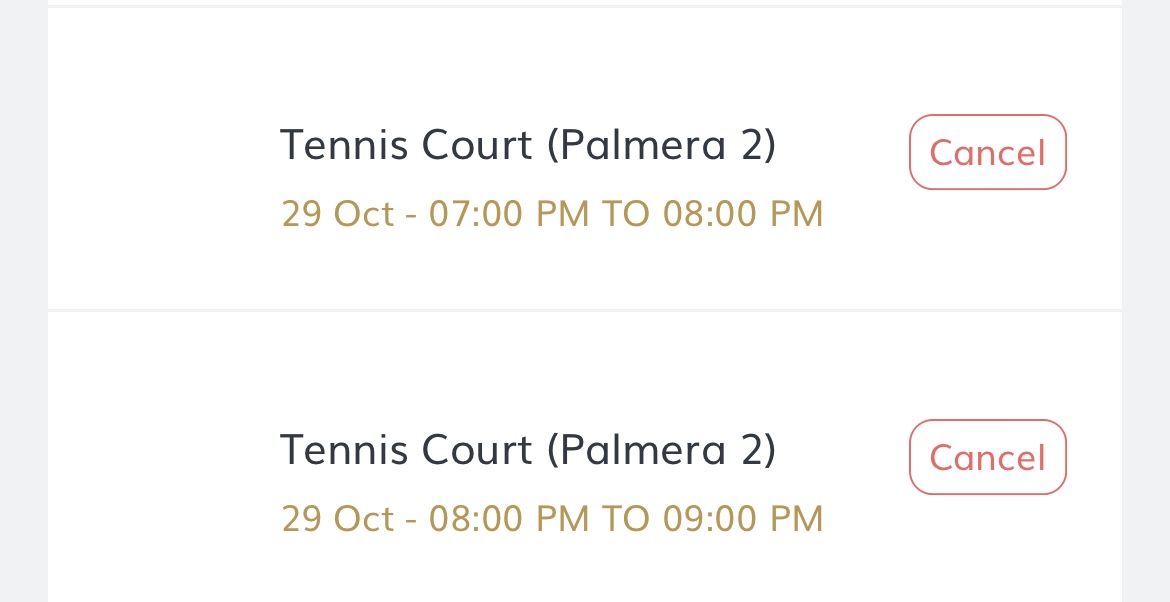 Tennis Court (Palmera 2)
Cancel
29 Oct - 07:00 PM TO 08:00 PM
Tennis Court (Palmera 2)
Cancel
29 Oct - 08:00 PM TO 09:00 PM